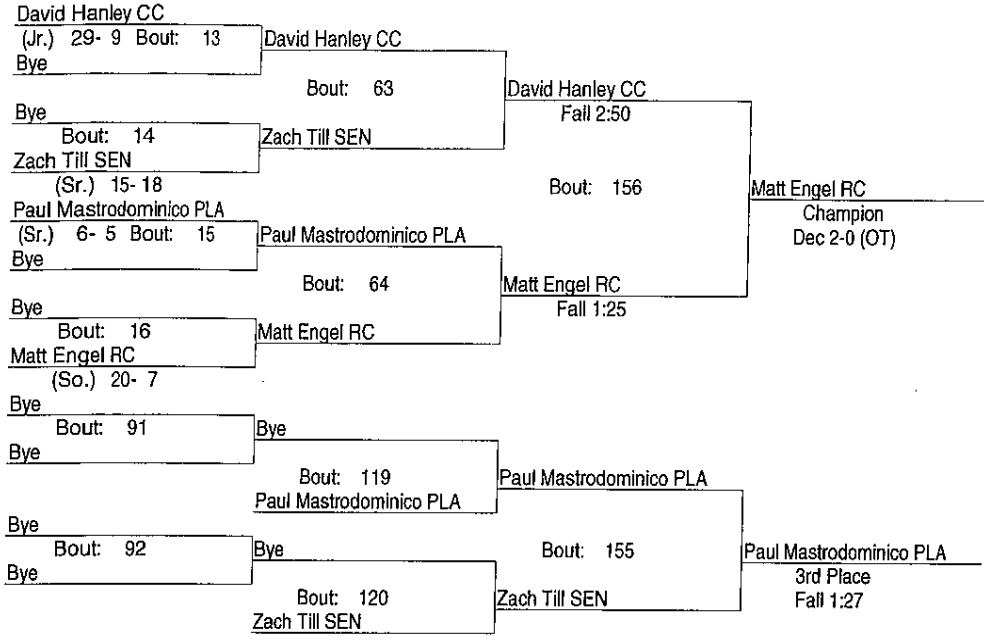 David Hanley CC
(Jr.) 29- 9 Bout: 13
David Hanley CC
Bye
Bout: 63
David Hanley CC
Fall 2:50
Bye
Bout: 14
Zach Till SEN
Zach Till SEN
(Sr.) 15- 18
Bout: 156
Matt Engel RC
Champion
Dec 2-0 (OT)
Paul Mastrodominico PLA
(Sr.) 6- 5 Bout: 15
Paul Mastrodominico PLA
Bye
Bout: 64
Matt Engel RC
Fall 1:25
Bye
Bout: 16
Matt Engel RC
Matt Engel RC
(So.) 20- 7
Bye
Bout: 91
Bye
Bye
Bout: 119
Paul Mastrodominico PLA
Paul Mastrodominico PLA
Bye
Bout: 92
Bye
Bye
Bout: 155
Paul Mastrodominico PLA
3rd Place
Fall 1:27
Bout: 120
Zach Till SEN
Zach Till SEN